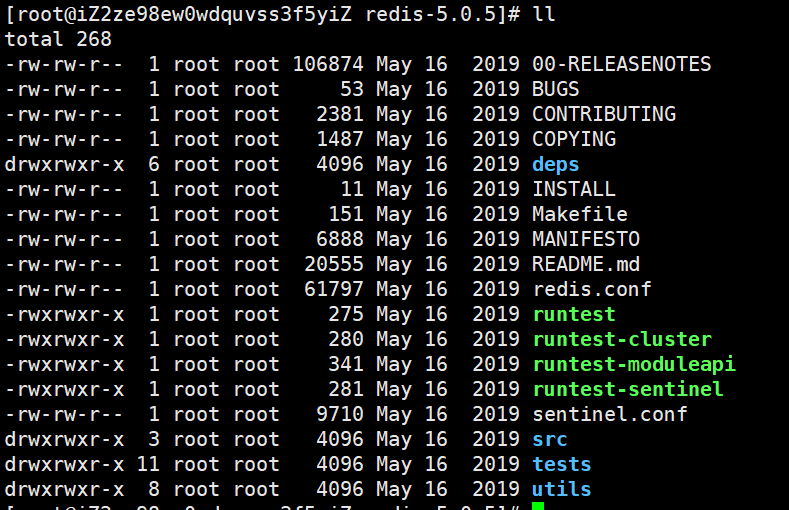 [root@iZ2ze98ew0wdquvss3f5yiZ redis-5.0.5]# ll
total 268
-rw-rw-r--  1 root root 106874 May 16  2019 00-RELEASENOTES
-rw-rw-r--  1 root root     53 May 16  2019 BUGS
-rw-rw-r--  1 root root   2381 May 16  2019 CONTRIBUTING
-rw-rw-r--  1 root root   1487 May 16  2019 COPYING
drwxrwxr-x  6 root root   4096 May 16  2019 deps
-rw-rw-r--  1 root root     11 May 16  2019 INSTALL
-rw-rw-r--  1 root root    151 May 16  2019 Makefile
-rw-rw-r--  1 root root   6888 May 16  2019 MANIFESTO
-rw-rw-r--  1 root root  20555 May 16  2019 README.md
-rw-rw-r--  1 root root  61797 May 16  2019 redis.conf
-rwxrwxr-x  1 root root    275 May 16  2019 runtest
-rwxrwxr-x  1 root root    280 May 16  2019 runtest-cluster
-rwxrwxr-x  1 root root    341 May 16  2019 runtest-moduleapi
-rwxrwxr-x  1 root root    281 May 16  2019 runtest-sentinel
-rw-rw-r--  1 root root   9710 May 16  2019 sentinel.conf
drwxrwxr-x  3 root root   4096 May 16  2019 src
drwxrwxr-x 11 root root   4096 May 16  2019 tests
drwxrwxr-x  8 root root   4096 May 16  2019 utils